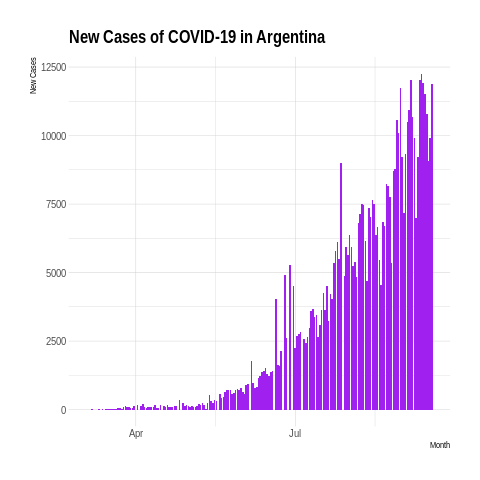 New Cases of COVID-19 in Argentina
New Cases
12500
10000
7500
5000
2500
0
Apr
Jul
Month